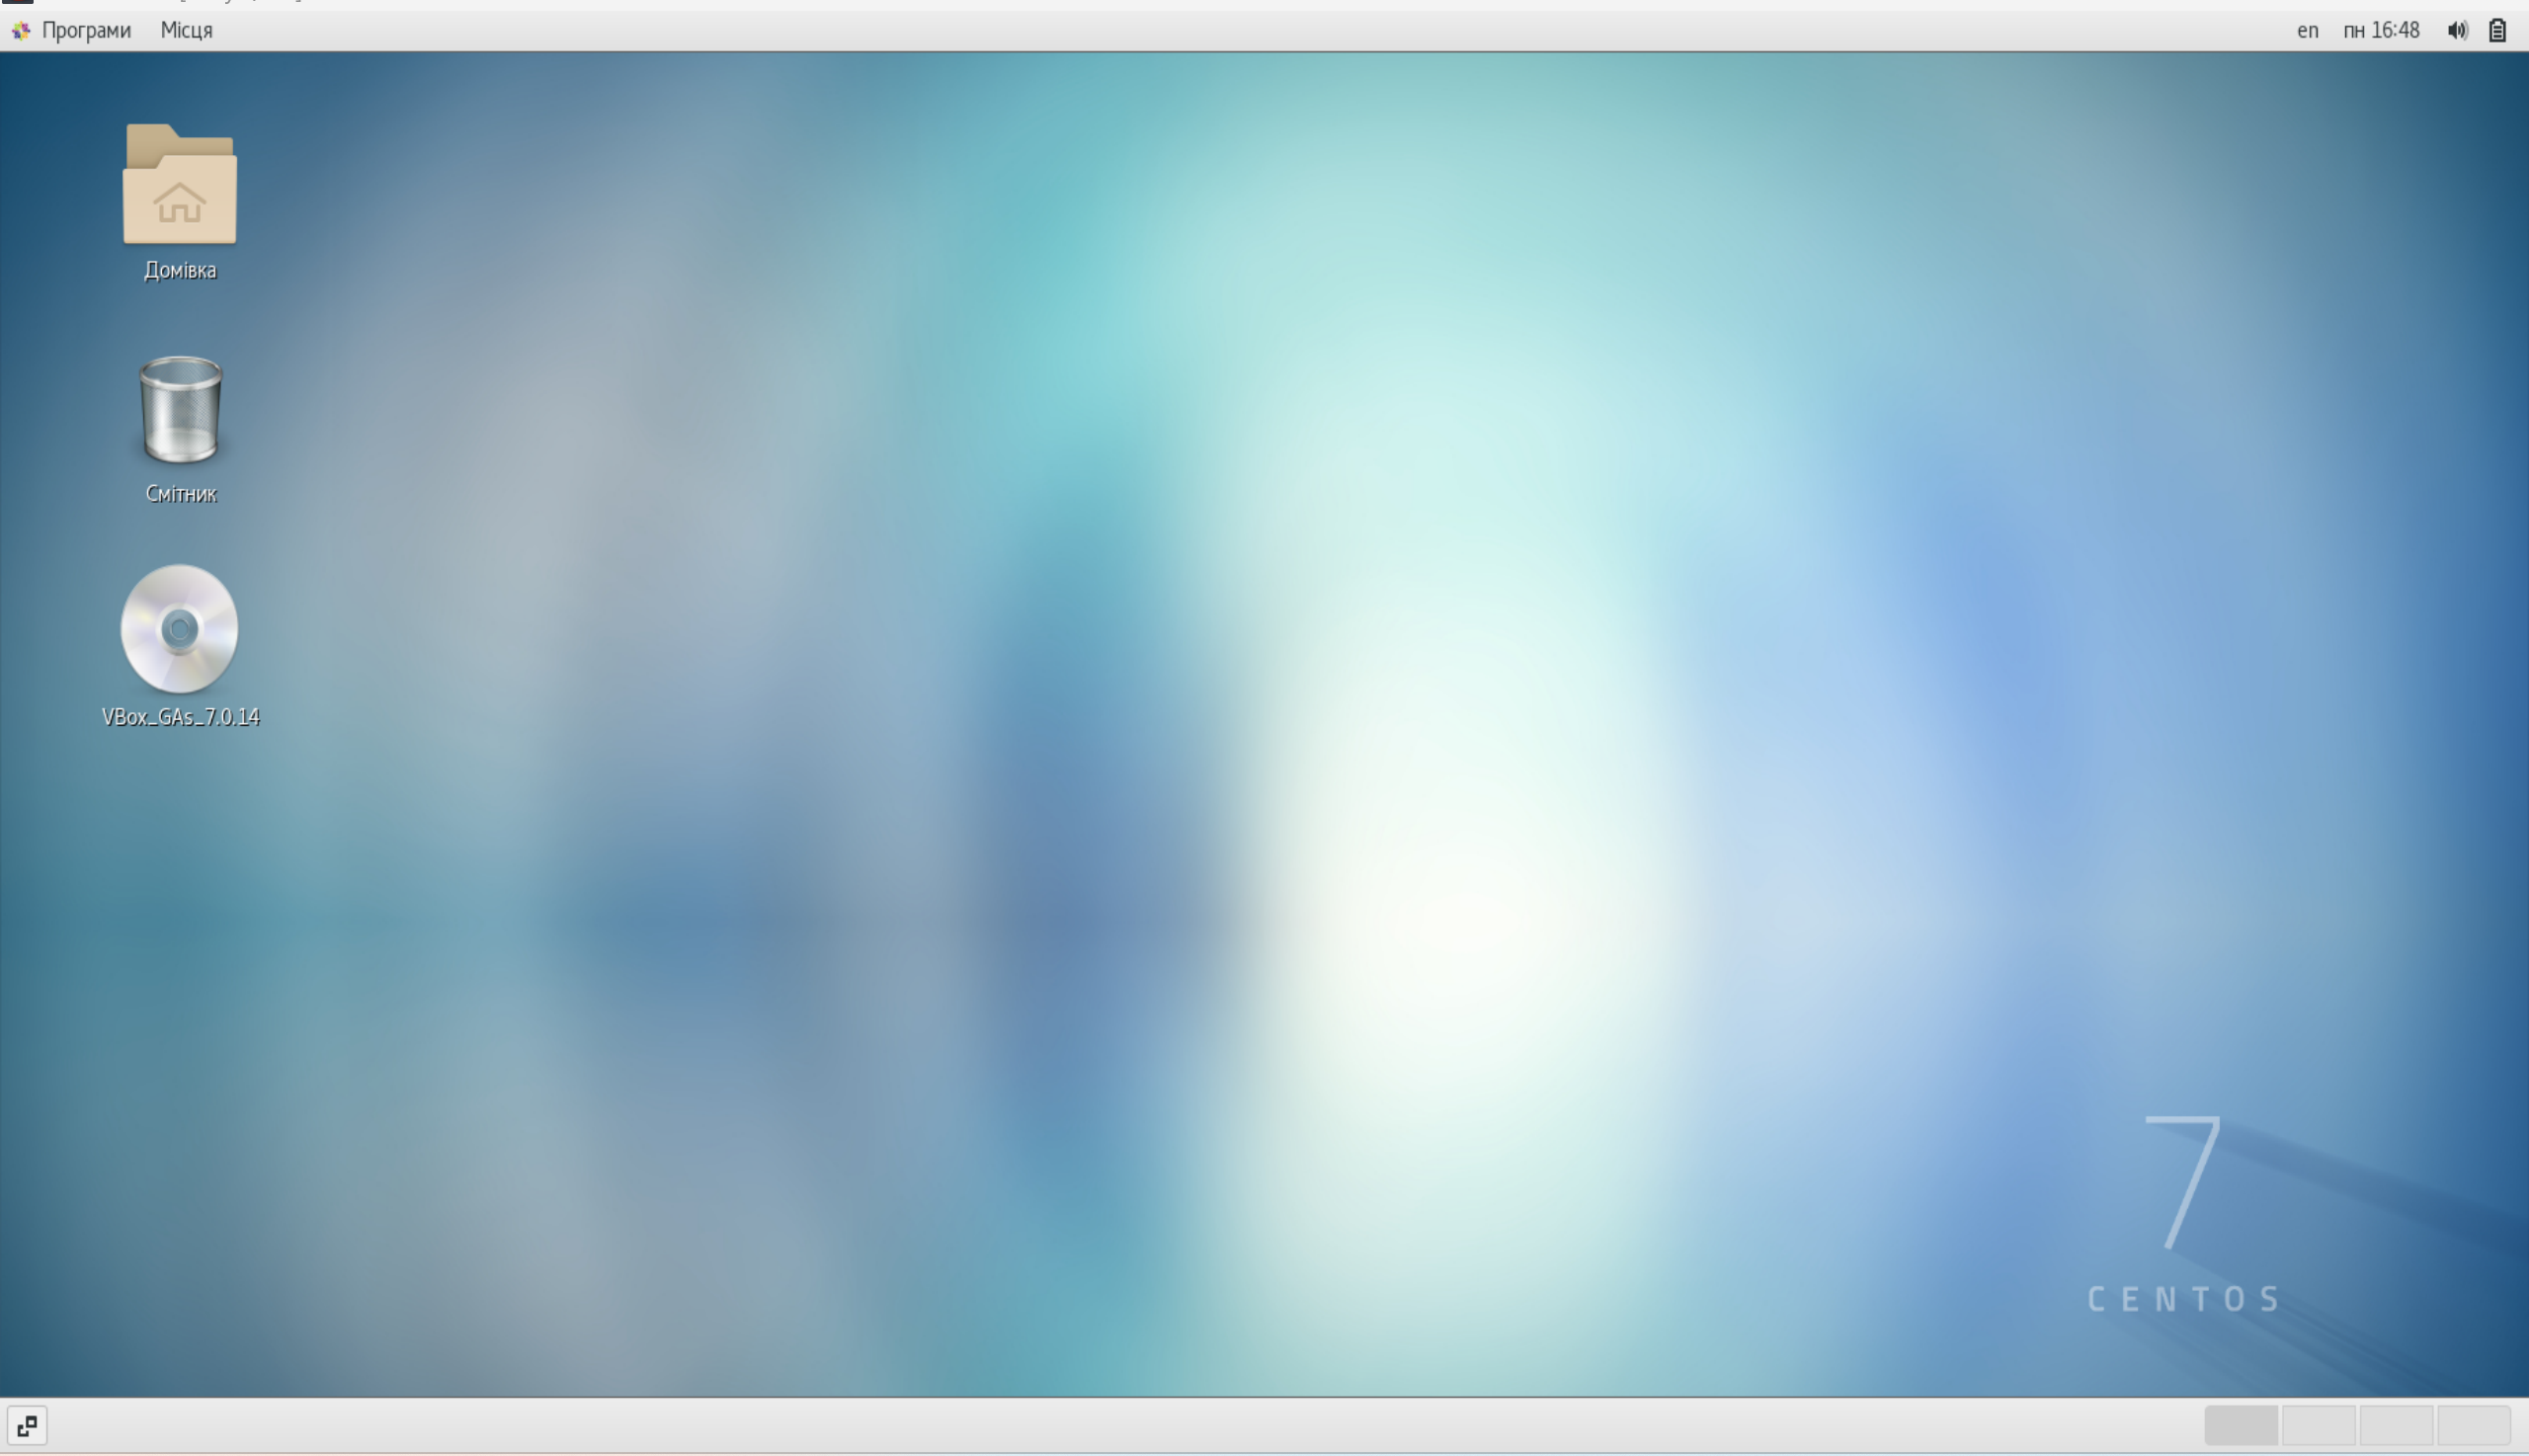 Програми Місця en пн 16:48
Домівка
Смітник
VBox_GAs_7.0.14
7
CENTOS